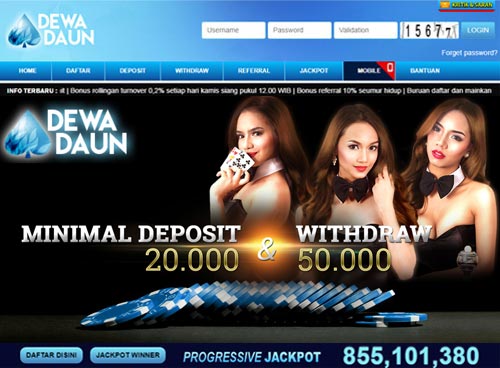 KRITIK & SARAN
DEWA
DAUN
Username
Password
Validation
15677
LOGIN
Forget password?
HOME
DAFTAR
DEPOSIT
WITHDRAW
REFERRAL
JACKPOT
MOBILE
BANTUAN
INFO TERBARU : it | Bonus rollingan turnover 0,2% setiap hari kamis siang pukul 12.00 WIB | Bonus referral 10% seumur hidup | Buruan daftar dan mainkan
DEWA
DAUN
MINIMAL DEPOSIT & WITHDRAW
20.000 50.000
DAFTAR DISINI
JACKPOT WINNER
PROGRESSIVE JACKPOT
855,101,380